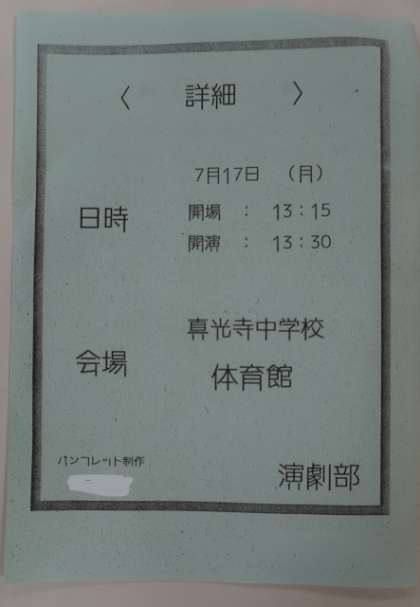 〈 詳細 〉
7月17日 （月）
日時
開場 ： 13：15
開演 ： 13：30
真光寺中学校
会場
体育館
パンフレット制作
演劇部